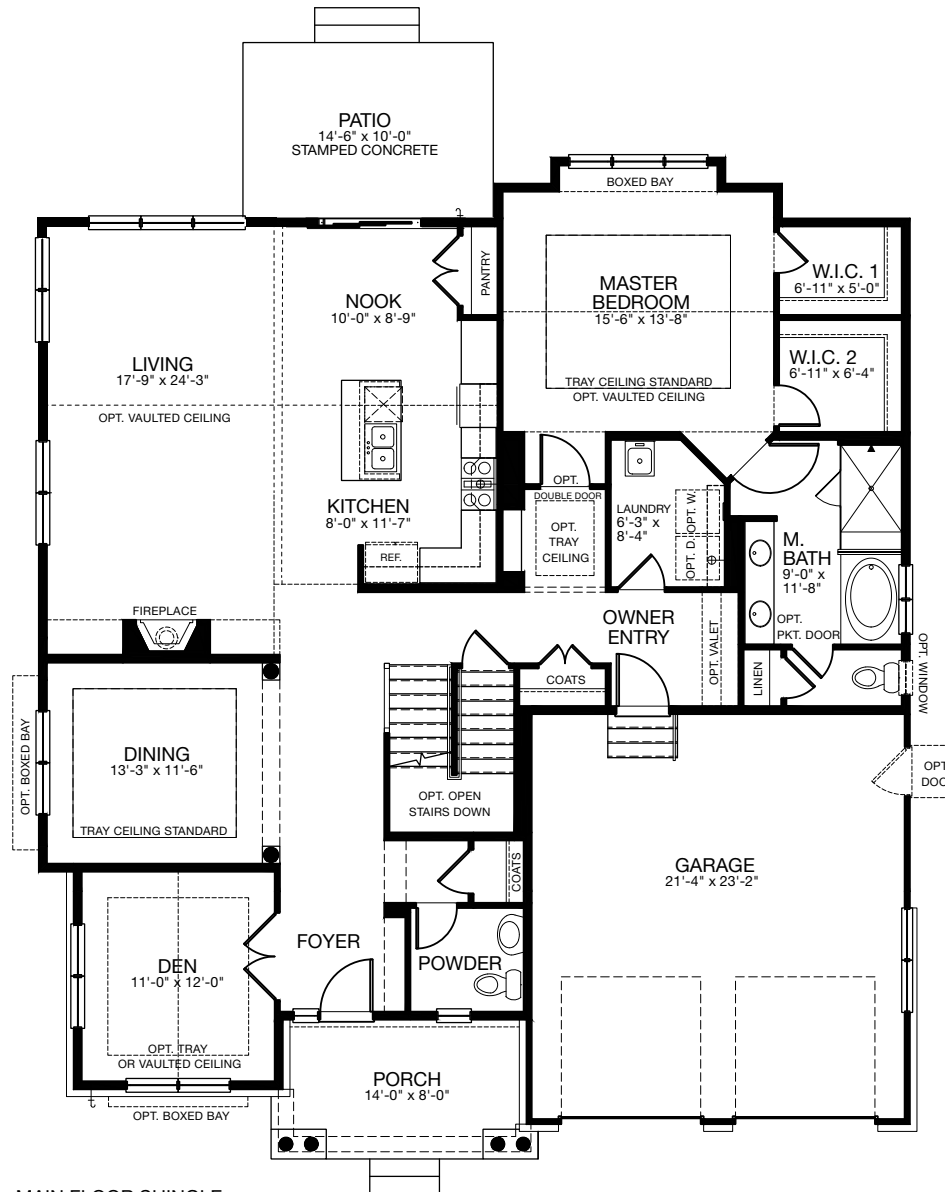 PATIO
14'-6" x 10'-0"
STAMPED CONCRETE
BOXED BAY
PANTRY
NOOK
10'-0" x 8'-9"
MASTER
BEDROOM
15'-6" x 13'-8"
TRAY CEILING STANDARD
OPT. VAULTED CEILING
W.I.C. 1
6'-11" x 5'-0"
W.I.C. 2
6'-11" x 6'-4"
LIVING
17'-9" x 24'-3"
OPT. VAULTED CEILING
KITCHEN
8'-0" x 11'-7"
REF.
OPT.
DOUBLE DOOR
OPT.
TRAY
CEILING
LAUNDRY
6'-3" x
8'-4"
OPT. D.
OPT. W.
M.
BATH
9'-0" x
11'-8"
OPT.
PKT. DOOR
FIREPLACE
OWNER
ENTRY
OPT. VALET
LINEN
OPT. WINDOW
COATS
OPT. BOXED BAY
DINING
13'-3" x 11'-6"
TRAY CEILING STANDARD
OPT. OPEN
STAIRS DOWN
OPT
DOO
COATS
GARAGE
21'-4" x 23'-2"
FOYER
POWDER
DEN
11'-0" x 12'-0"
OPT. TRAY
OR VAULTED CEILING
OPT. BOXED BAY
PORCH
14'-0" x 8'-0"
MAIN FLOOR SHINGLE